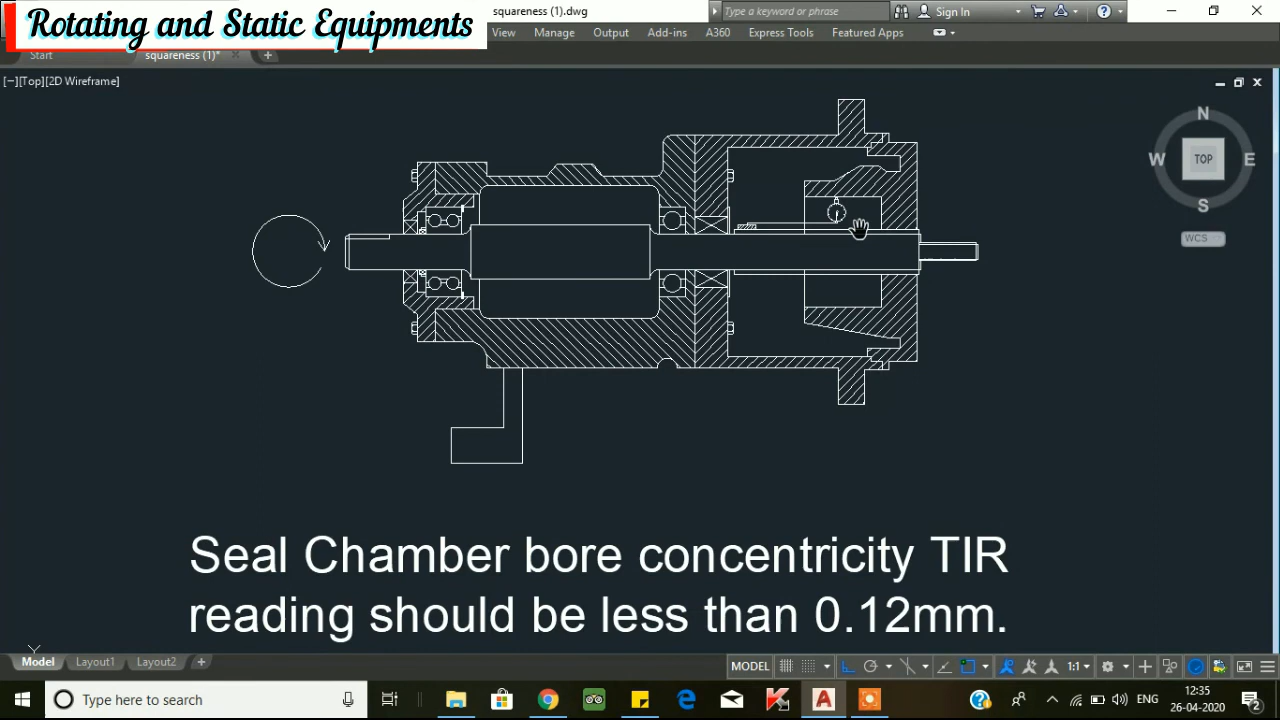 Rotating and Static Equipments
squareness (1).dwg
Type a keyword or phrase
Sign In
View
Manage
Output
Add-ins
A360
Express Tools
Featured Apps
Start
squareness (1)*
[−][Top][2D Wireframe]
N
W
TOP
E
S
WCS
Seal Chamber bore concentricity TIR
reading should be less than 0.12mm.
Model
Layout1
Layout2
MODEL
1:1
Type here to search
ENG
12:35
26-04-2020
2